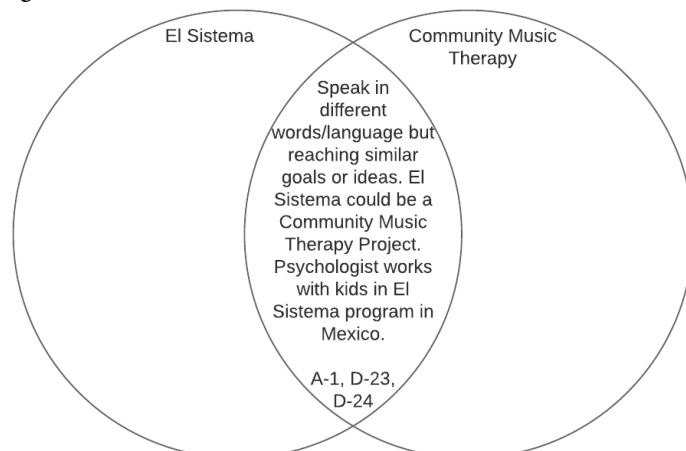 El Sistema
Community Music
Therapy
Speak in
different
words/language but
reaching similar
goals or ideas. El
Sistema could be a
Community Music
Therapy Project.
Psychologist works
with kids in El
Sistema program in
Mexico.
A-1, D-23,
D-24